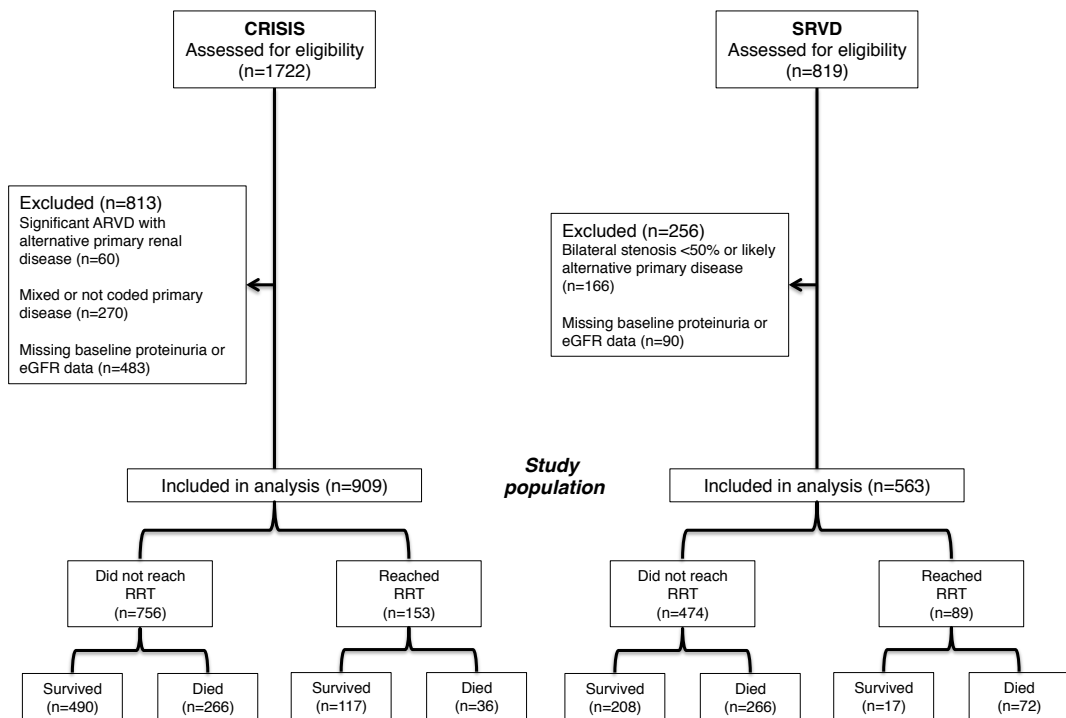 CRISIS
Assessed for eligibility
(n=1722)
SRVD
Assessed for eligibility
(n=819)
Excluded (n=813)
Significant ARVD with
alternative primary renal
disease (n=60)
Mixed or not coded primary
disease (n=270)
Missing baseline proteinuria or
eGFR data (n=483)
Excluded (n=256)
Bilateral stenosis <50% or likely
alternative primary disease
(n=166)
Missing baseline proteinuria or
eGFR data (n=90)
Included in analysis (n=909)
Study
population
Included in analysis (n=563)
Did not reach
RRT
(n=756)
Reached
RRT
(n=153)
Did not reach
RRT
(n=474)
Reached
RRT
(n=89)
Survived
(n=490)
Died
(n=266)
Survived
(n=117)
Died
(n=36)
Survived
(n=208)
Died
(n=266)
Survived
(n=17)
Died
(n=72)